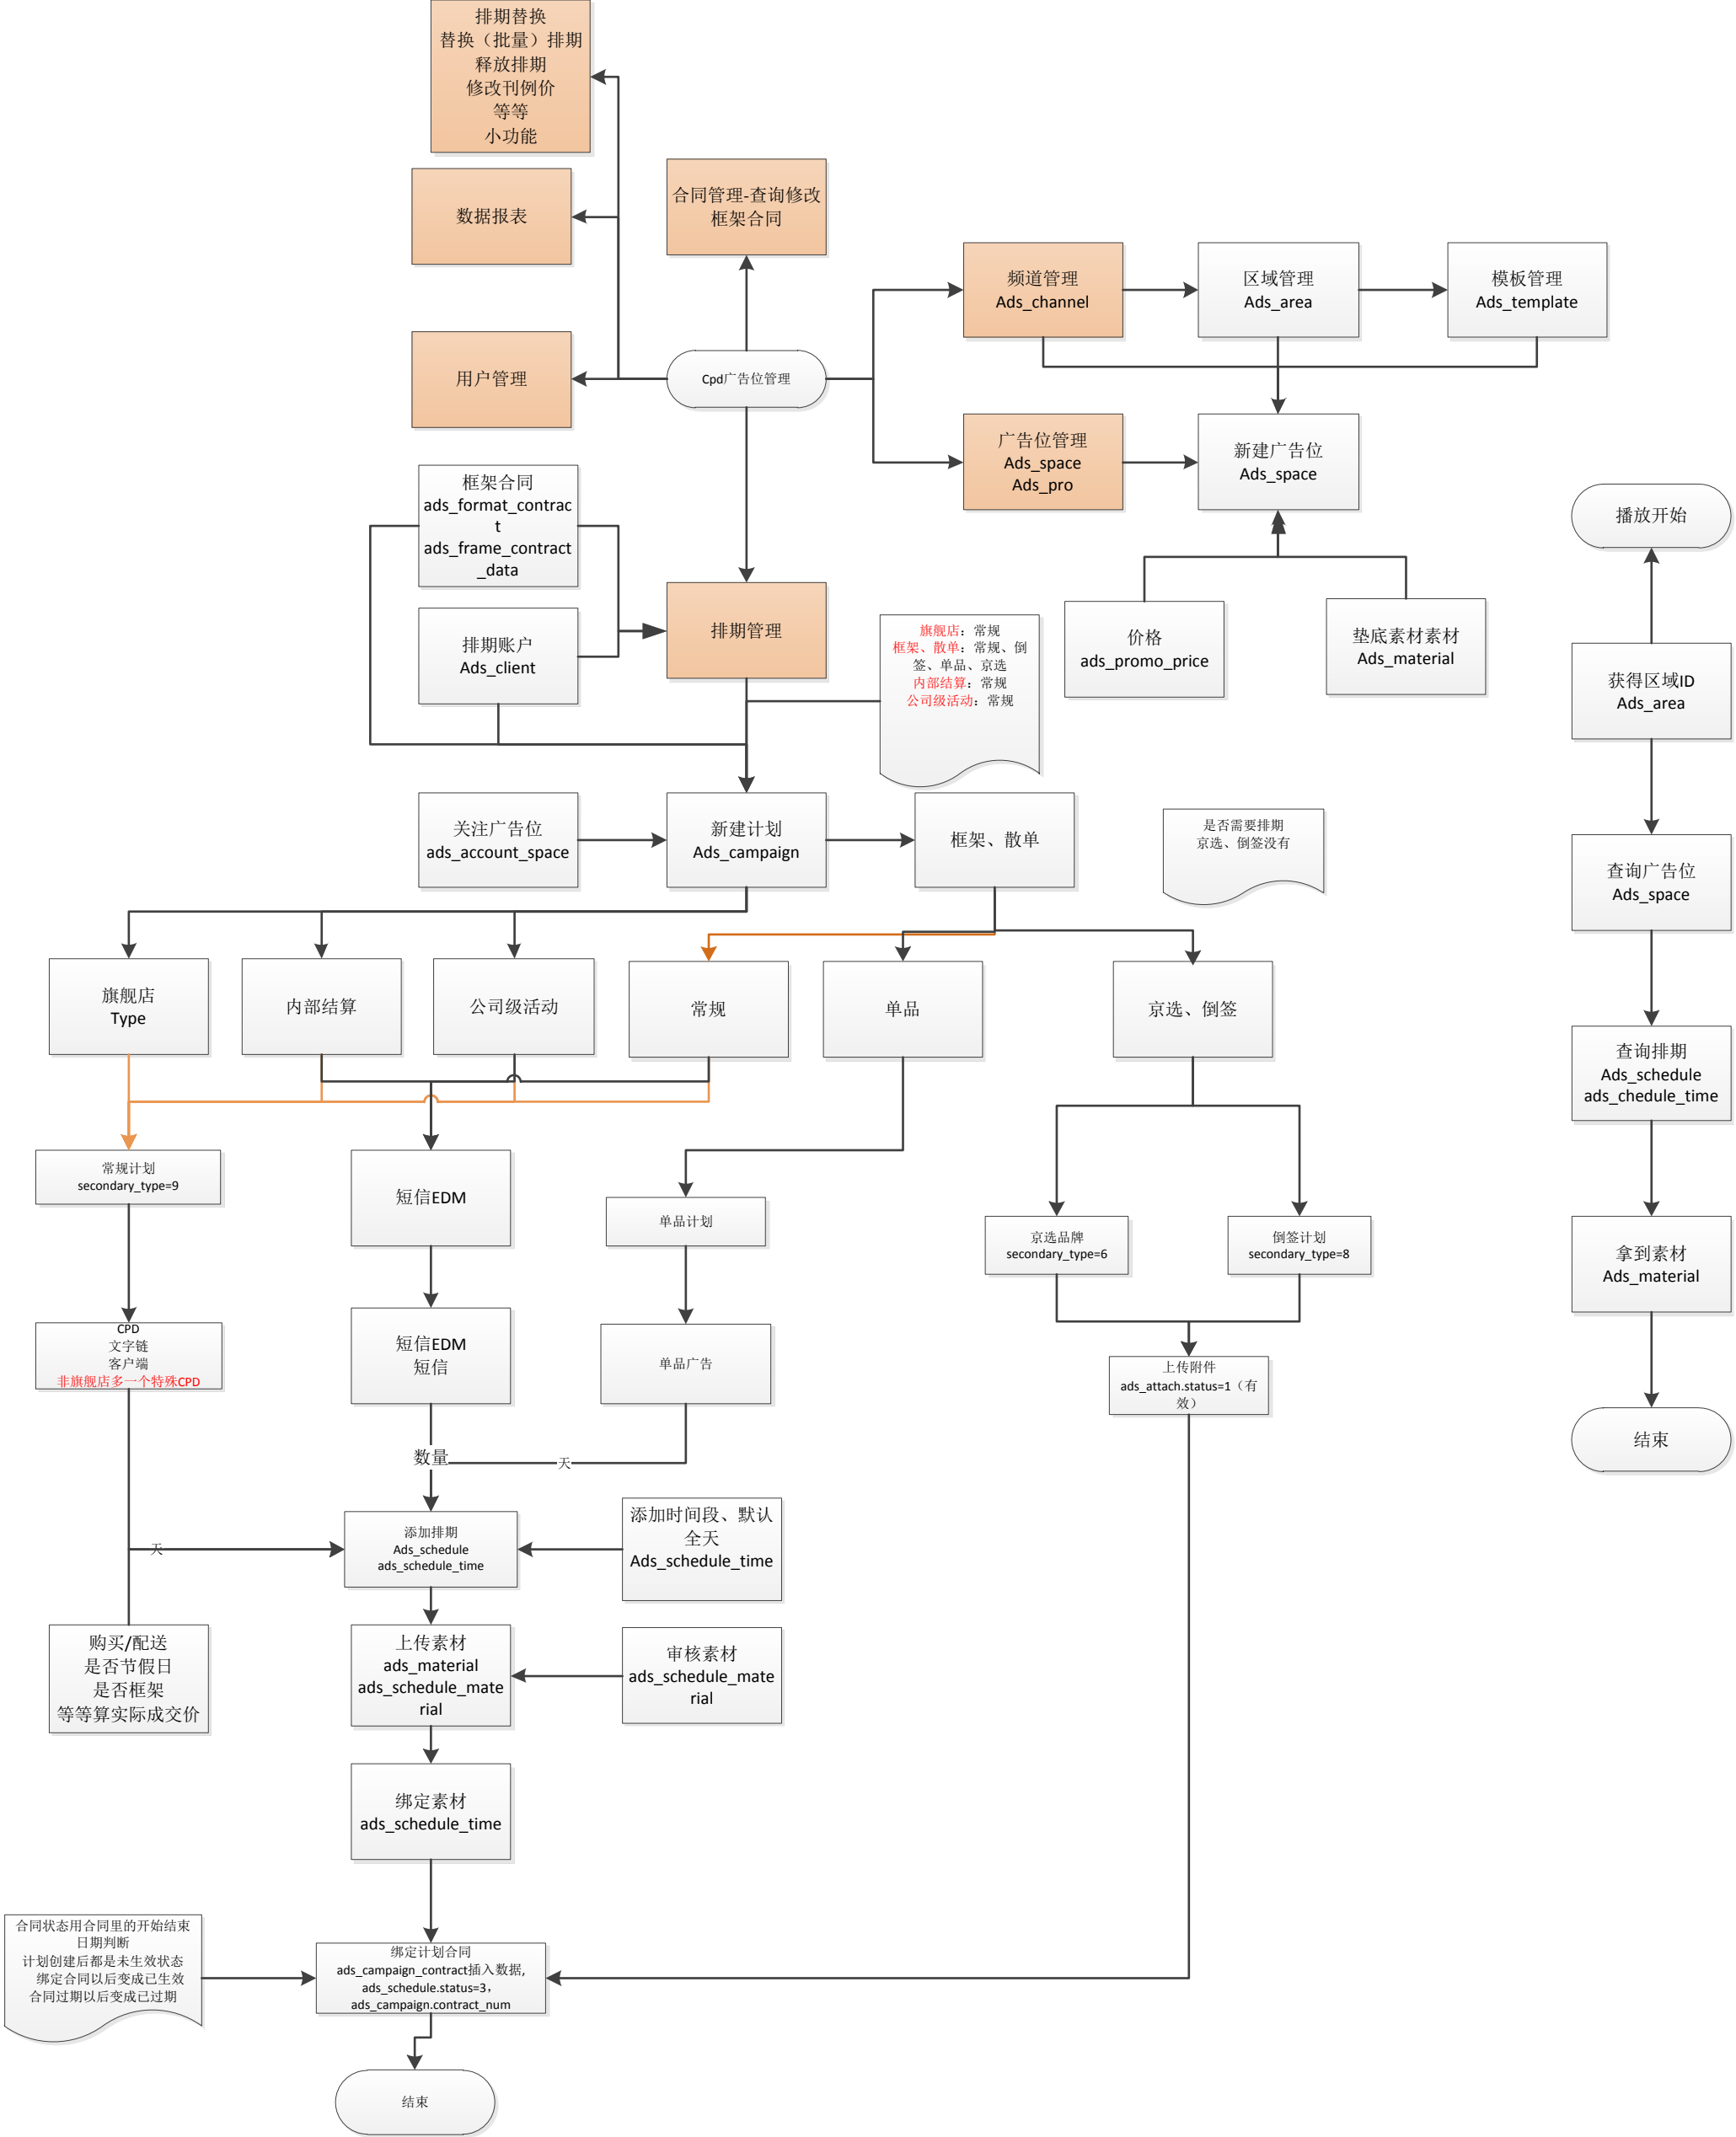 排期替换
替换（批量）排期
释放排期
修改刊例价
等等
小功能
数据报表
合同管理-查询修改
框架合同
用户管理
Cpd广告位管理
频道管理
Ads_channel
区域管理
Ads_area
模板管理
Ads_template
广告位管理
Ads_space
Ads_pro
新建广告位
Ads_space
框架合同
ads_format_contrac
t
ads_frame_contract
_data
排期账户
Ads_client
排期管理
旗舰店：常规
框架、散单：常规、倒
签、单品、京选
内部结算：常规
公司级活动：常规
价格
ads_promo_price
垫底素材素材
Ads_material
播放开始
获得区域ID
Ads_area
关注广告位
ads_account_space
新建计划
Ads_campaign
框架、散单
是否需要排期
京选、倒签没有
查询广告位
Ads_space
旗舰店
Type
内部结算
公司级活动
常规
单品
京选、倒签
查询排期
Ads_schedule
ads_chedule_time
常规计划
secondary_type=9
短信EDM
单品计划
京选品牌
secondary_type=6
倒签计划
secondary_type=8
拿到素材
Ads_material
CPD
文字链
客户端
非旗舰店多一个特殊CPD
短信EDM
短信
单品广告
上传附件
ads_attach.status=1（有
效）
结束
数量
天
天
添加排期
Ads_schedule
ads_schedule_time
添加时间段、默认
全天
Ads_schedule_time
购买/配送
是否节假日
是否框架
等等算实际成交价
上传素材
ads_material
ads_schedule_mate
rial
审核素材
ads_schedule_mate
rial
绑定素材
ads_schedule_time
合同状态用合同里的开始结束
日期判断
计划创建后都是未生效状态
绑定合同以后变成已生效
合同过期以后变成已过期
绑定计划合同
ads_campaign_contract插入数据,
ads_schedule.status=3，
ads_campaign.contract_num
结束